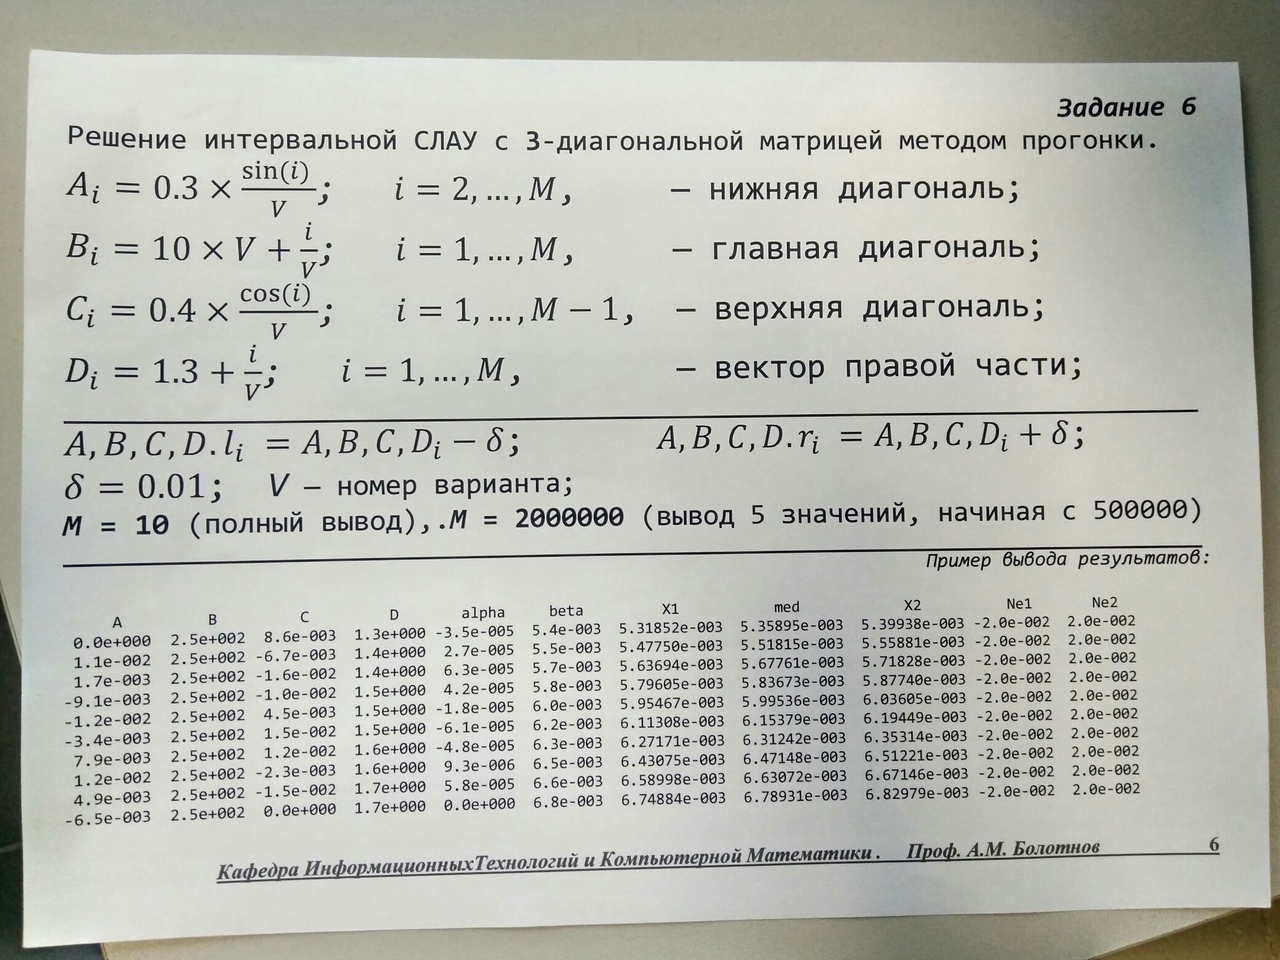 Задание 6
Решение интервальной СЛАУ с 3-диагональной матрицей методом прогонки.
A_i = 0.3 × sin(i)/V; i = 2, …, M, – нижняя диагональ;
B_i = 10 × V + i/V; i = 1, …, M, – главная диагональ;
C_i = 0.4 × cos(i)/V; i = 1, …, M − 1, – верхняя диагональ;
D_i = 1.3 + i/V; i = 1, …, M, – вектор правой части;
A, B, C, D. l_i = A, B, C, D_i − δ; A, B, C, D. r_i = A, B, C, D_i + δ;
δ = 0.01; V – номер варианта;
M = 10 (полный вывод),.M = 2000000 (вывод 5 значений, начиная с 500000)
Пример вывода результатов:
A B C D alpha beta X1 med X2 Ne1 Ne2
0.0e+000 2.5e+002 8.6e-003 1.3e+000 -3.5e-005 5.4e-003 5.31852e-003 5.35895e-003 5.39938e-003 -2.0e-002 2.0e-002
1.1e-002 2.5e+002 -6.7e-003 1.4e+000 2.7e-005 5.5e-003 5.47750e-003 5.51815e-003 5.55881e-003 -2.0e-002 2.0e-002
1.7e-003 2.5e+002 -1.6e-002 1.4e+000 6.3e-005 5.7e-003 5.63694e-003 5.67761e-003 5.71828e-003 -2.0e-002 2.0e-002
-9.1e-003 2.5e+002 -1.0e-002 1.5e+000 4.2e-005 5.8e-003 5.79605e-003 5.83673e-003 5.87740e-003 -2.0e-002 2.0e-002
-1.2e-002 2.5e+002 4.5e-003 1.5e+000 -1.8e-005 6.0e-003 5.95467e-003 5.99536e-003 6.03605e-003 -2.0e-002 2.0e-002
-3.4e-003 2.5e+002 1.5e-002 1.5e+000 -6.1e-005 6.2e-003 6.11308e-003 6.15379e-003 6.19449e-003 -2.0e-002 2.0e-002
7.9e-003 2.5e+002 1.2e-002 1.6e+000 -4.8e-005 6.3e-003 6.27171e-003 6.31242e-003 6.35314e-003 -2.0e-002 2.0e-002
1.2e-002 2.5e+002 -2.3e-003 1.6e+000 9.3e-006 6.5e-003 6.43075e-003 6.47148e-003 6.51221e-003 -2.0e-002 2.0e-002
4.9e-003 2.5e+002 -1.5e-002 1.7e+000 5.8e-005 6.6e-003 6.58998e-003 6.63072e-003 6.67146e-003 -2.0e-002 2.0e-002
-6.5e-003 2.5e+002 0.0e+000 1.7e+000 0.0e+000 6.8e-003 6.74884e-003 6.78931e-003 6.82979e-003 -2.0e-002 2.0e-002
Кафедра ИнформационныхТехнологий и Компьютерной Математики . Проф. А.М. Болотнов 6